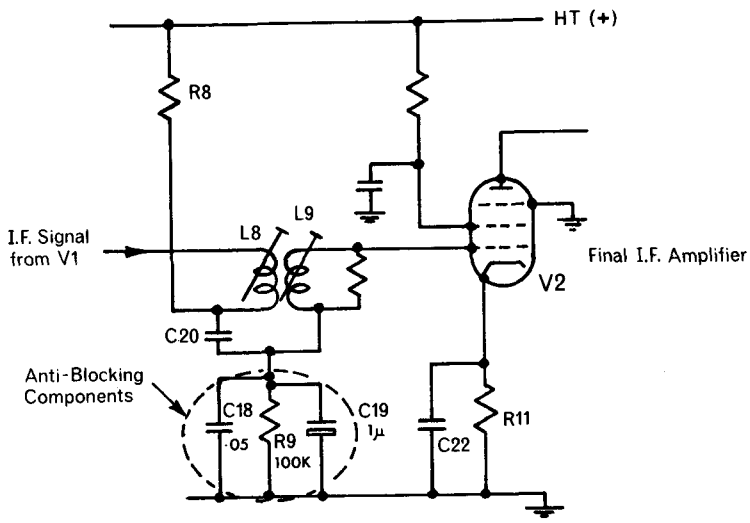 HT (+)
R8
L8
L9
I.F. Signal
from V1
Final I.F. Amplifier
V2
C20
Anti-Blocking
Components
C18
.05
R9
100K
C19
1μ
C22
R11